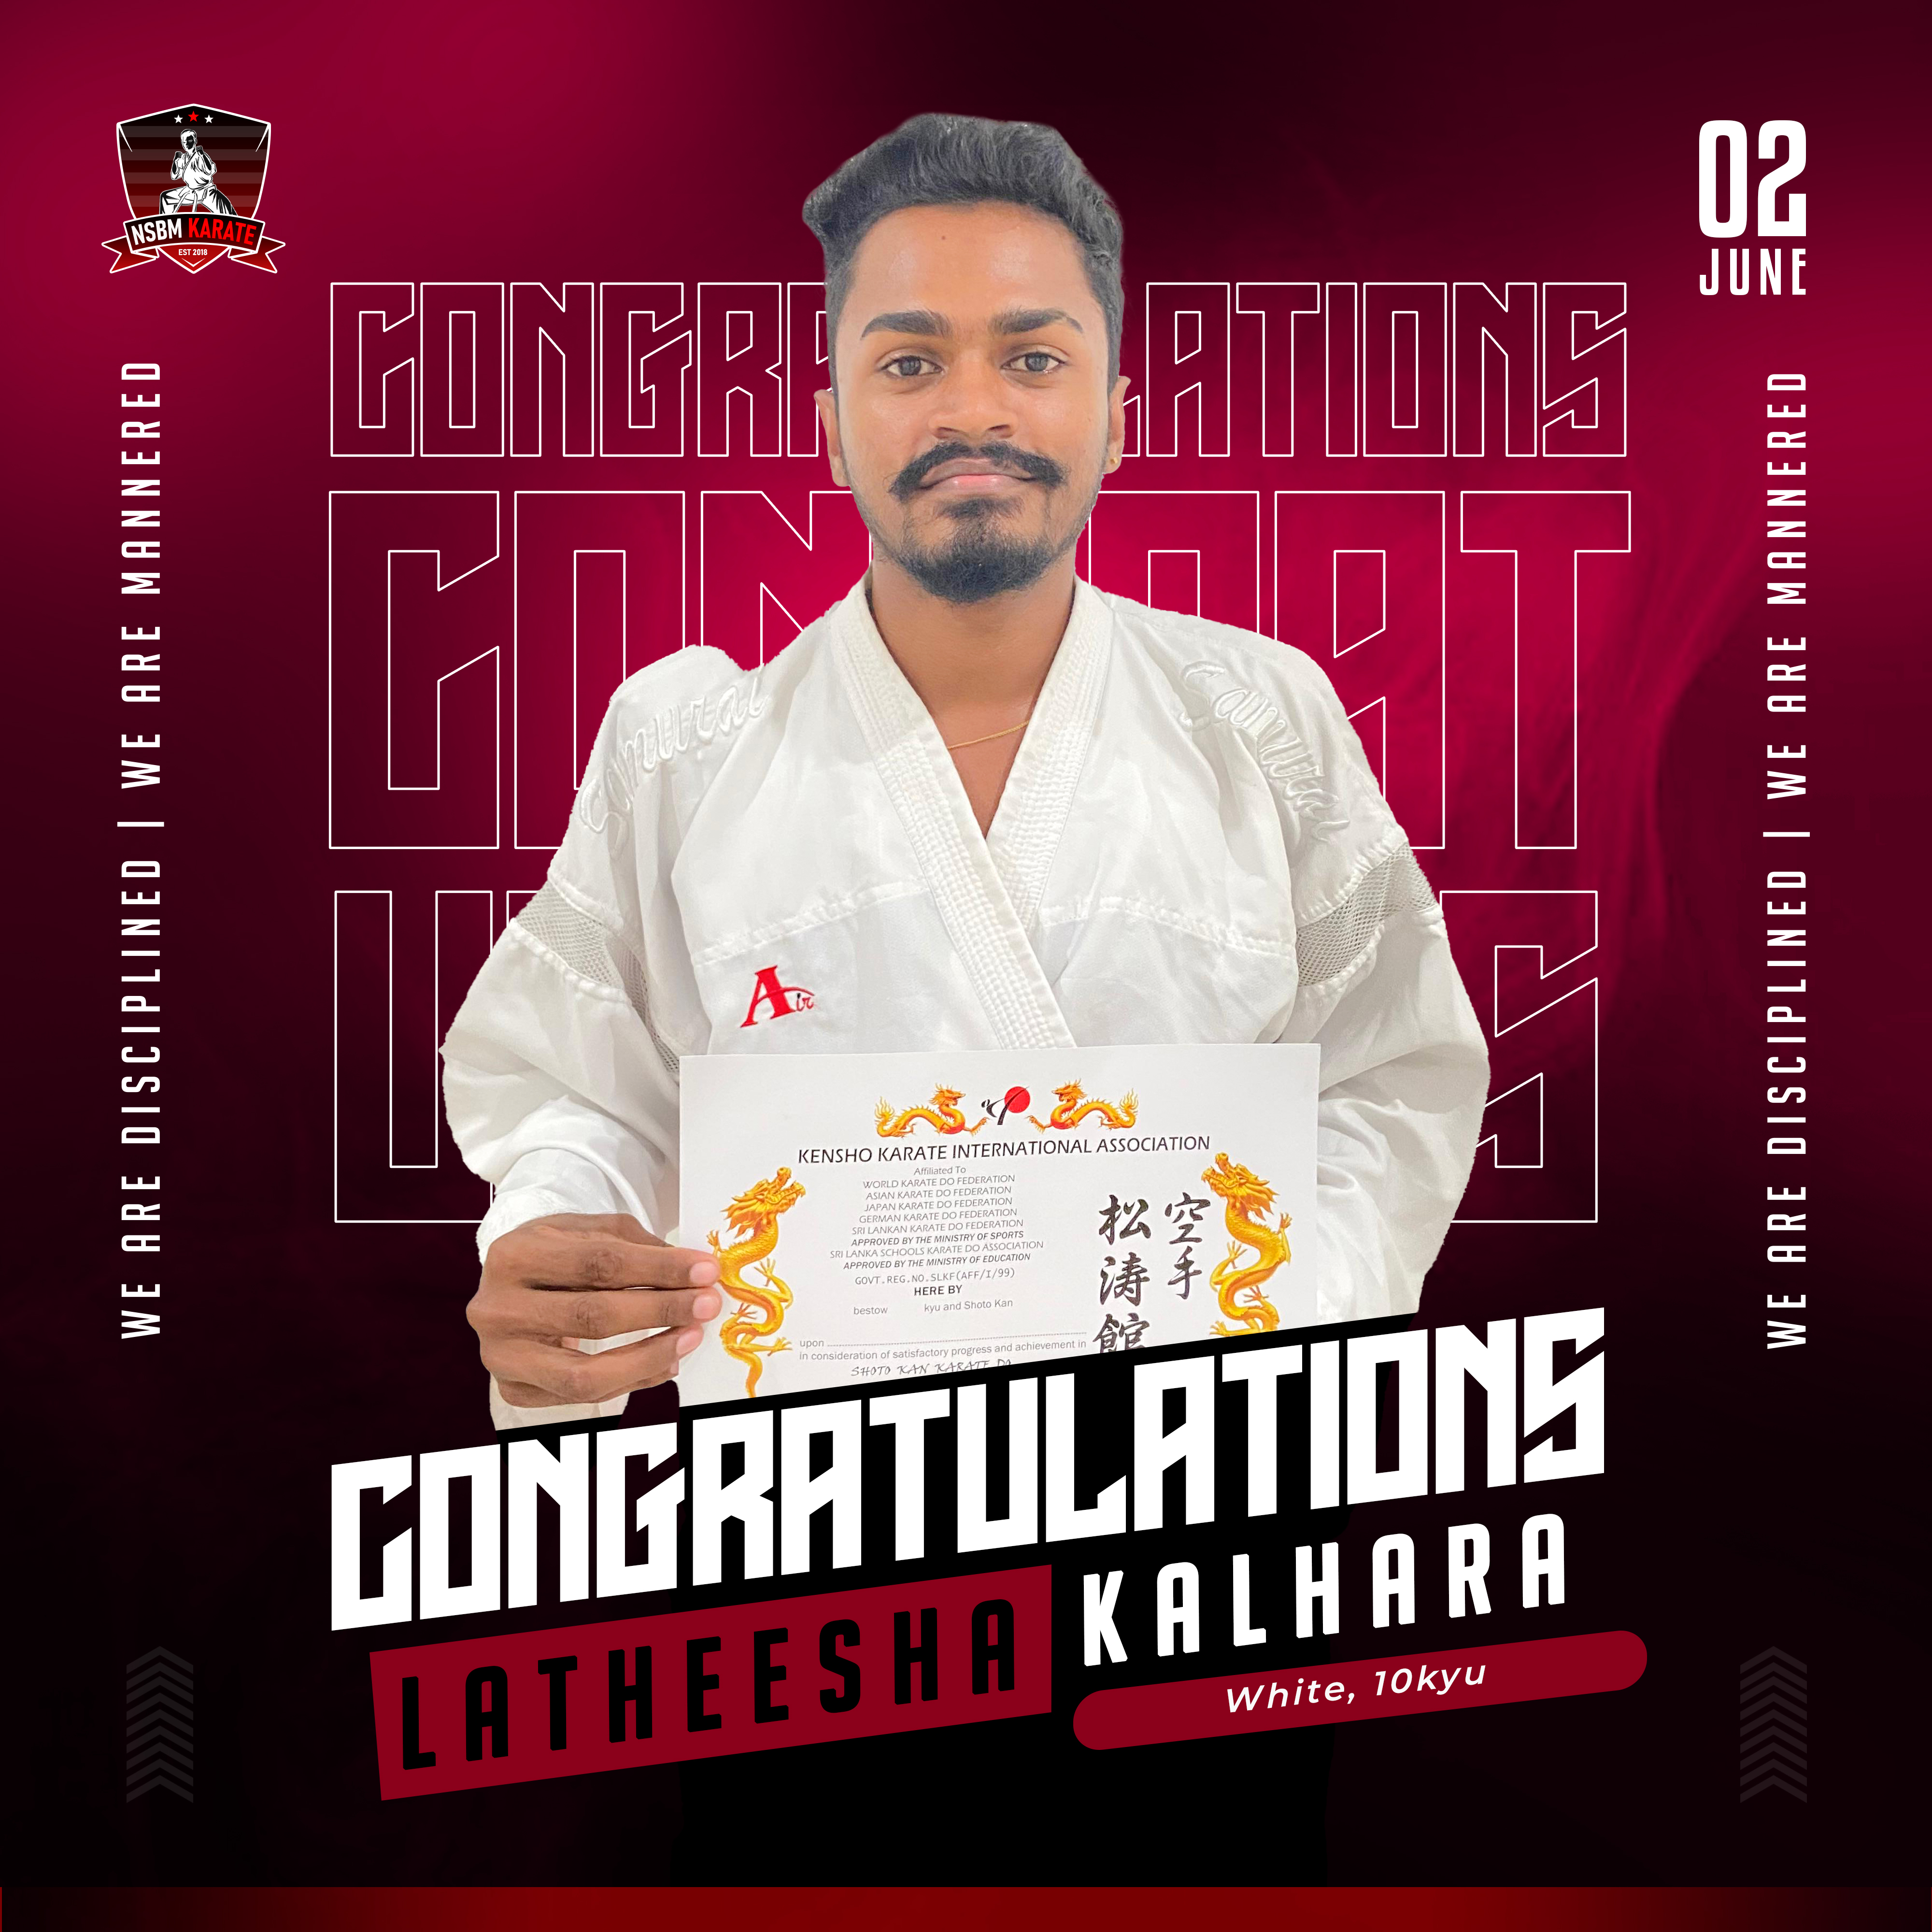 NSBM KARATE
EST 2018
02
JUNE
CONGRATULATIONS
WE ARE DISCIPLINED | WE ARE MANNERED
WE ARE DISCIPLINED | WE ARE MANNERED
Samurai
Samurai
Air
KENSHO KARATE INTERNATIONAL ASSOCIATION
Affiliated To
WORLD KARATE DO FEDERATION
ASIAN KARATE DO FEDERATION
JAPAN KARATE DO FEDERATION
GERMAN KARATE DO FEDERATION
SRI LANKAN KARATE DO FEDERATION
APPROVED BY THE MINISTRY OF SPORTS
SRI LANKA SCHOOLS KARATE DO ASSOCIATION
APPROVED BY THE MINISTRY OF EDUCATION
GOVT.REG.NO.SLKF(AFF/I/99)
HERE BY
bestow kyu and Shoto Kan
upon
in consideration of satisfactory progress and achievement in
SHOTO KAN KARATE DO
空手
松涛館
CONGRATULATIONS
LATHEESHA KALHARA
White, 10kyu